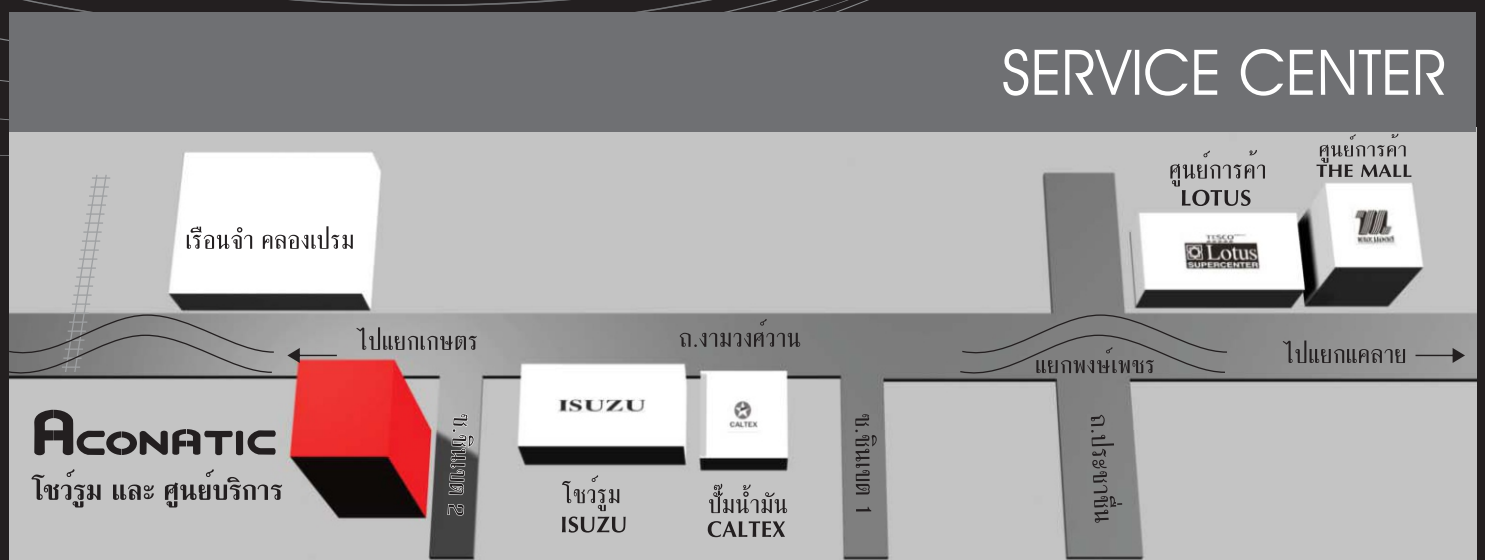 SERVICE CENTER
ศูนย์การค้า
THE MALL
ศูนย์การค้า
LOTUS
TESCO
Lotus
SUPERCENTER
เรือนจำ คลองเปรม
ไปแยกเกษตร
ถ.งามวงศ์วาน
แยกพงษ์เพชร
ไปแยกแคลาย
ISUZU
CALTEX
ACONATIC
โชว์รูม และ ศูนย์บริการ
ซ.ชินเขต 2
โชว์รูม
ISUZU
ปั๊มน้ำมัน
CALTEX
ซ.ชินเขต 1
ถ.ประชาชื่น